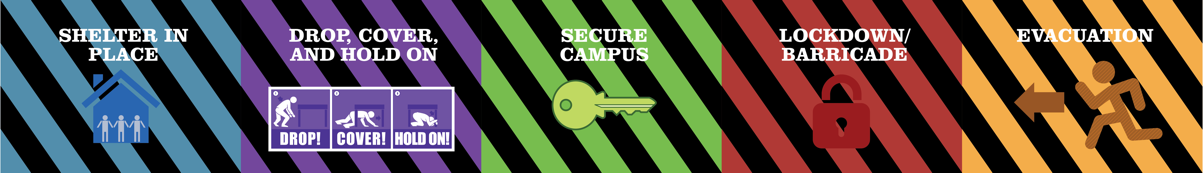 SHELTER IN
PLACE
DROP, COVER,
AND HOLD ON
DROP!
COVER!
HOLD ON!
SECURE
CAMPUS
LOCKDOWN/
BARRICADE
EVACUATION